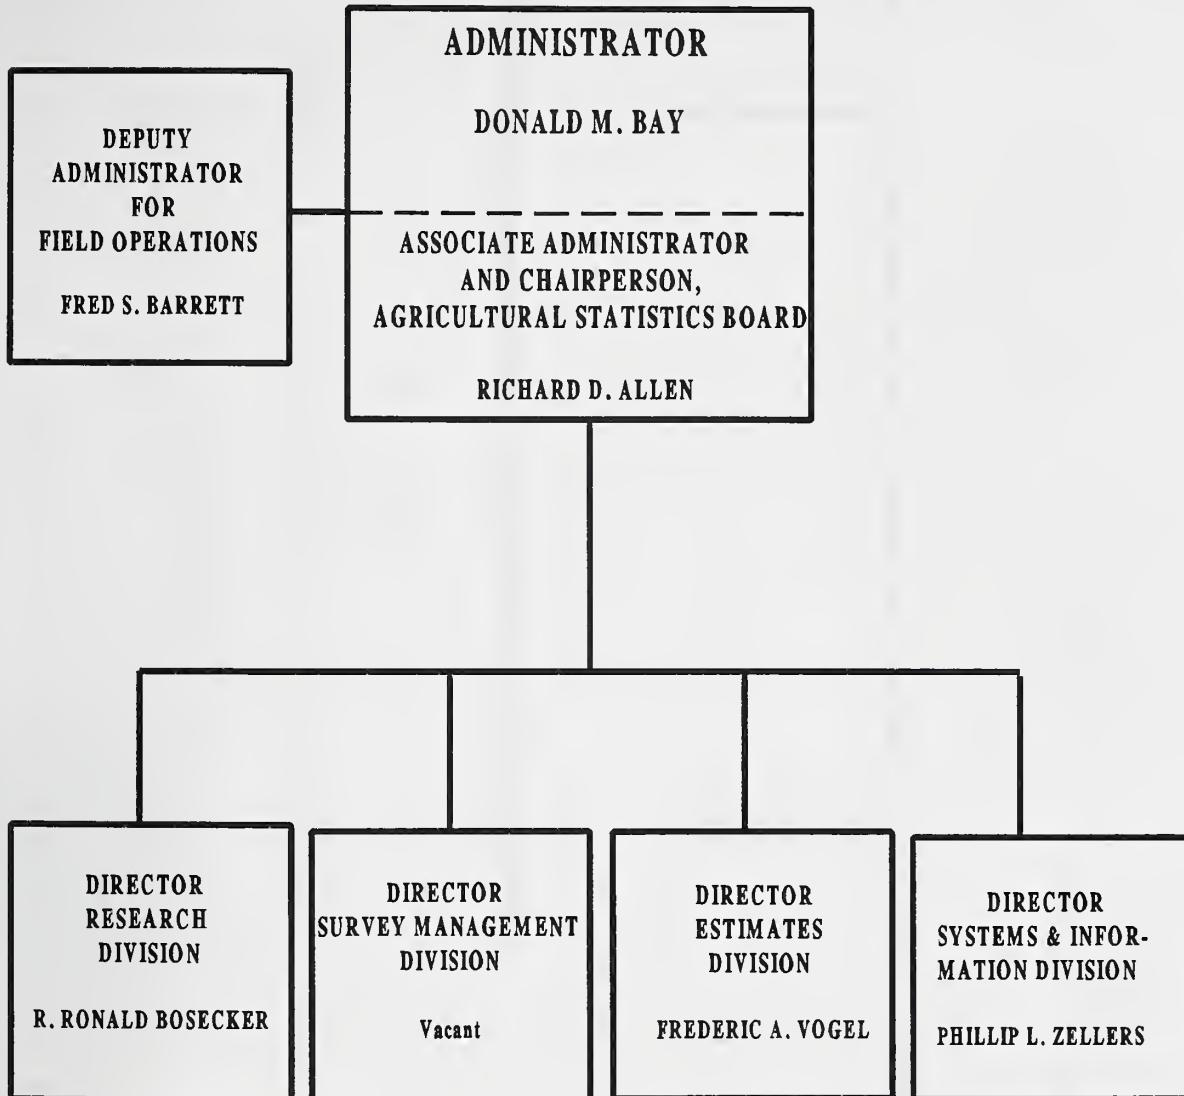 ADMINISTRATOR
DONALD M. BAY
DEPUTY
ADMINISTRATOR
FOR
FIELD OPERATIONS
FRED S. BARRETT
ASSOCIATE ADMINISTRATOR
AND CHAIRPERSON,
AGRICULTURAL STATISTICS BOARD
RICHARD D. ALLEN
DIRECTOR
RESEARCH
DIVISION
R. RONALD BOSECKER
DIRECTOR
SURVEY MANAGEMENT
DIVISION
Vacant
DIRECTOR
ESTIMATES
DIVISION
FREDERIC A. VOGEL
DIRECTOR
SYSTEMS & INFOR-
MATION DIVISION
PHILLIP L. ZELLERS